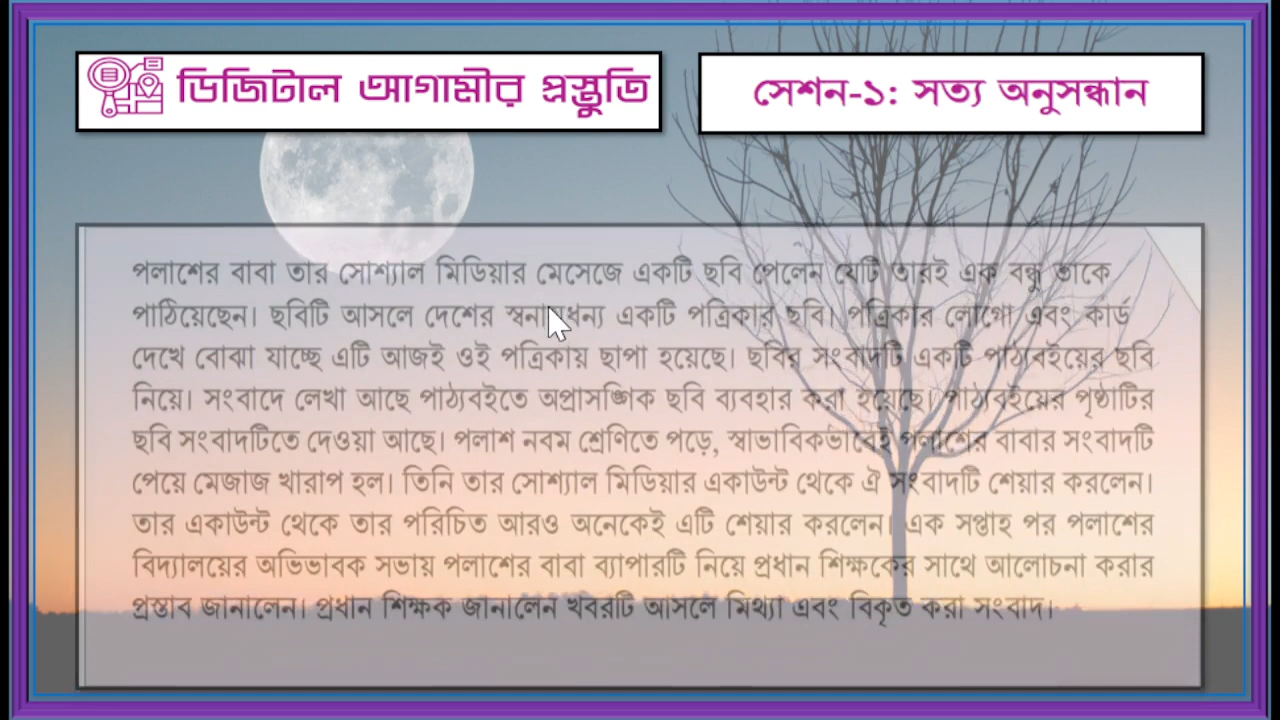 ডিজিটাল আগামীর প্রস্তুতি
সেশন-১: সত্য অনুসন্ধান
পলাশের বাবা তার সোশ্যাল মিডিয়ার মেসেজে একটি ছবি পেলেন যেটি তারই এক বন্ধু তাকে
পাঠিয়েছেন। ছবিটি আসলে দেশের স্বনামধন্য একটি পত্রিকার ছবি। পত্রিকার লোগো এবং কার্ড
দেখে বোঝা যাচ্ছে এটি আজই ওই পত্রিকায় ছাপা হয়েছে। ছবির সংবাদটি একটি পাঠ্যবইয়ের ছবি
নিয়ে। সংবাদে লেখা আছে পাঠ্যবইতে অপ্রাসঙ্গিক ছবি ব্যবহার করা হয়েছে। পাঠ্যবইয়ের পৃষ্ঠাটির
ছবি সংবাদটিতে দেওয়া আছে। পলাশ নবম শ্রেণিতে পড়ে, স্বাভাবিকভাবেই পলাশের বাবার সংবাদটি
পেয়ে মেজাজ খারাপ হল। তিনি তার সোশ্যাল মিডিয়ার একাউন্ট থেকে ঐ সংবাদটি শেয়ার করলেন।
তার একাউন্ট থেকে তার পরিচিত আরও অনেকেই এটি শেয়ার করলেন। এক সপ্তাহ পর পলাশের
বিদ্যালয়ের অভিভাবক সভায় পলাশের বাবা ব্যাপারটি নিয়ে প্রধান শিক্ষকের সাথে আলোচনা করার
প্রস্তাব জানালেন। প্রধান শিক্ষক জানালেন খবরটি আসলে মিথ্যা এবং বিকৃত করা সংবাদ।